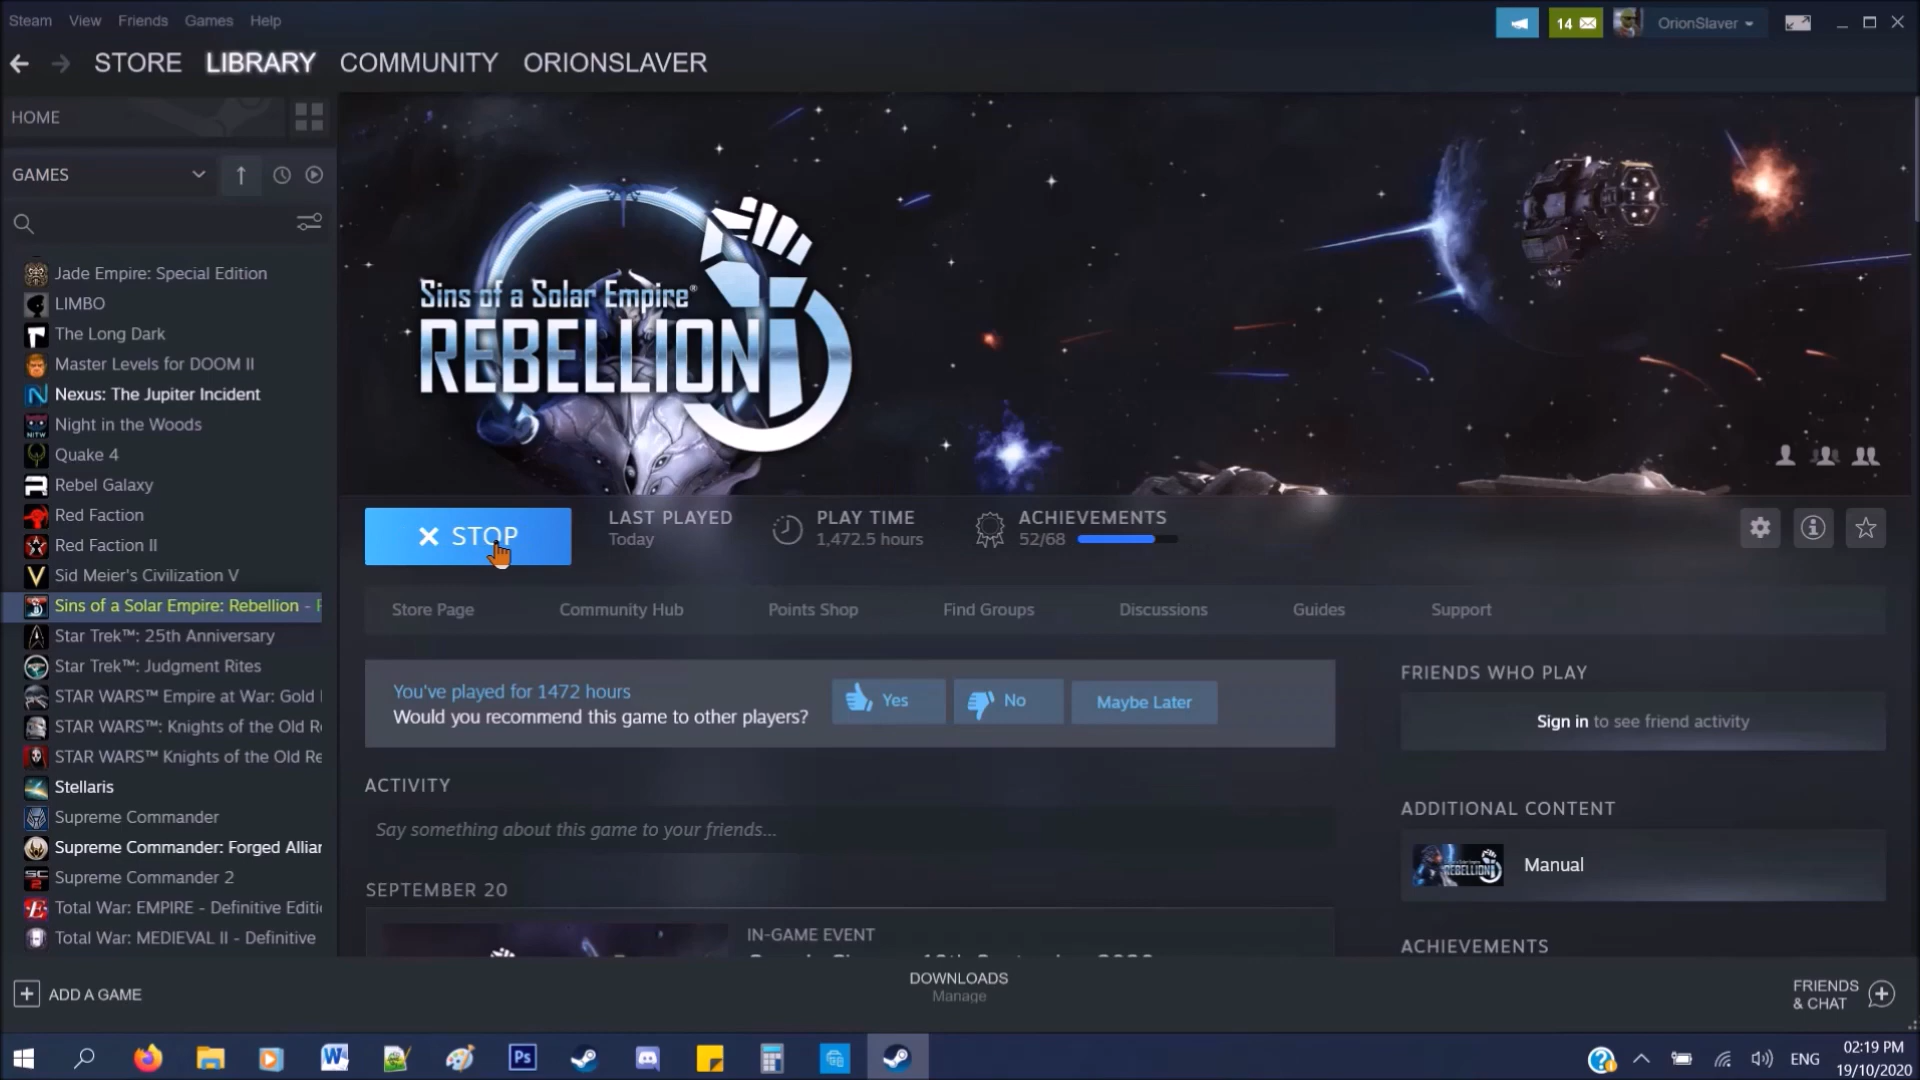 Steam View Friends Games Help
14
OrionSlaver
STORE LIBRARY COMMUNITY ORIONSLAVER
HOME
GAMES
Jade Empire: Special Edition
LIMBO
The Long Dark
Master Levels for DOOM II
Nexus: The Jupiter Incident
Night in the Woods
Quake 4
Rebel Galaxy
Red Faction
Red Faction II
Sid Meier's Civilization V
Sins of a Solar Empire: Rebellion -
Star Trek™: 25th Anniversary
Star Trek™: Judgment Rites
STAR WARS™ Empire at War: Gold
STAR WARS™: Knights of the Old Re
STAR WARS™ Knights of the Old Re
Stellaris
Supreme Commander
Supreme Commander: Forged Allian
Supreme Commander 2
Total War: EMPIRE - Definitive Editi
Total War: MEDIEVAL II - Definitive
ADD A GAME
Sins of a Solar Empire®
REBELLION
STOP
LAST PLAYED
Today
PLAY TIME
1,472.5 hours
ACHIEVEMENTS
52/68
Store Page Community Hub Points Shop Find Groups Discussions Guides Support
You've played for 1472 hours
Would you recommend this game to other players?
Yes No Maybe Later
ACTIVITY
Say something about this game to your friends...
SEPTEMBER 20
IN-GAME EVENT
FRIENDS WHO PLAY
Sign in to see friend activity
ADDITIONAL CONTENT
REBELLION
Manual
ACHIEVEMENTS
DOWNLOADS
Manage
FRIENDS
& CHAT
Ps
ENG
02:19 PM
19/10/2020